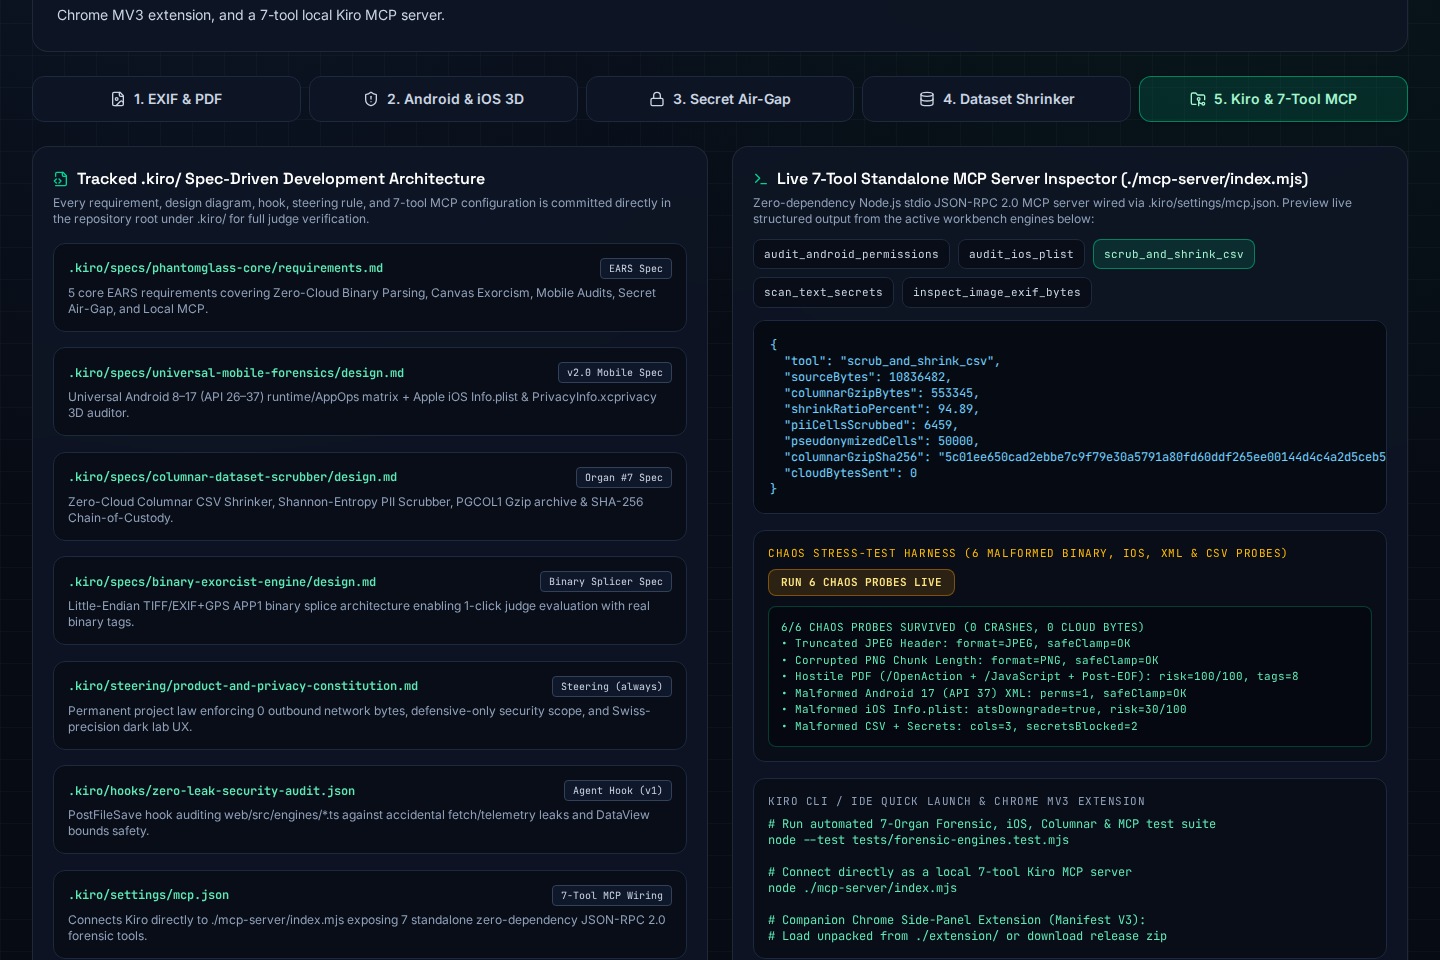 Chrome MV3 extension, and a 7-tool local Kiro MCP server.
1. EXIF & PDF
2. Android & iOS 3D
3. Secret Air-Gap
4. Dataset Shrinker
5. Kiro & 7-Tool MCP
Tracked .kiro/ Spec-Driven Development Architecture
Every requirement, design diagram, hook, steering rule, and 7-tool MCP configuration is committed directly in
the repository root under .kiro/ for full judge verification.
.kiro/specs/phantomglass-core/requirements.md
EARS Spec
5 core EARS requirements covering Zero-Cloud Binary Parsing, Canvas Exorcism, Mobile Audits, Secret
Air-Gap, and Local MCP.
.kiro/specs/universal-mobile-forensics/design.md
v2.0 Mobile Spec
Universal Android 8–17 (API 26–37) runtime/AppOps matrix + Apple iOS Info.plist & PrivacyInfo.xcprivacy
3D auditor.
.kiro/specs/columnar-dataset-scrubber/design.md
Organ #7 Spec
Zero-Cloud Columnar CSV Shrinker, Shannon-Entropy PII Scrubber, PGCOL1 Gzip archive & SHA-256
Chain-of-Custody.
.kiro/specs/binary-exorcist-engine/design.md
Binary Splicer Spec
Little-Endian TIFF/EXIF+GPS APP1 binary splice architecture enabling 1-click judge evaluation with real
binary tags.
.kiro/steering/product-and-privacy-constitution.md
Steering (always)
Permanent project law enforcing 0 outbound network bytes, defensive-only security scope, and Swiss-
precision dark lab UX.
.kiro/hooks/zero-leak-security-audit.json
Agent Hook (v1)
PostFileSave hook auditing web/src/engines/*.ts against accidental fetch/telemetry leaks and DataView
bounds safety.
.kiro/settings/mcp.json
7-Tool MCP Wiring
Connects Kiro directly to ./mcp-server/index.mjs exposing 7 standalone zero-dependency JSON-RPC 2.0
forensic tools.
Live 7-Tool Standalone MCP Server Inspector (./mcp-server/index.mjs)
Zero-dependency Node.js stdio JSON-RPC 2.0 MCP server wired via .kiro/settings/mcp.json. Preview live
structured output from the active workbench engines below:
audit_android_permissions
audit_ios_plist
scrub_and_shrink_csv
scan_text_secrets
inspect_image_exif_bytes
{
"tool": "scrub_and_shrink_csv",
"sourceBytes": 10836482,
"columnarGzipBytes": 553345,
"shrinkRatioPercent": 94.89,
"piiCellsScrubbed": 6459,
"pseudonymizedCells": 50000,
"columnarGzipSha256": "5c01ee650cad2ebbe7c9f79e30a5791a80fd60ddf265ee00144d4c4a2d5ceb5
"cloudBytesSent": 0
}
CHAOS STRESS-TEST HARNESS (6 MALFORMED BINARY, IOS, XML & CSV PROBES)
RUN 6 CHAOS PROBES LIVE
6/6 CHAOS PROBES SURVIVED (0 CRASHES, 0 CLOUD BYTES)
• Truncated JPEG Header: format=JPEG, safeClamp=OK
• Corrupted PNG Chunk Length: format=PNG, safeClamp=OK
• Hostile PDF (/OpenAction + /JavaScript + Post-EOF): risk=100/100, tags=8
• Malformed Android 17 (API 37) XML: perms=1, safeClamp=OK
• Malformed iOS Info.plist: atsDowngrade=true, risk=30/100
• Malformed CSV + Secrets: cols=3, secretsBlocked=2
KIRO CLI / IDE QUICK LAUNCH & CHROME MV3 EXTENSION
# Run automated 7-Organ Forensic, iOS, Columnar & MCP test suite
node --test tests/forensic-engines.test.mjs
# Connect directly as a local 7-tool Kiro MCP server
node ./mcp-server/index.mjs
# Companion Chrome Side-Panel Extension (Manifest V3):
# Load unpacked from ./extension/ or download release zip